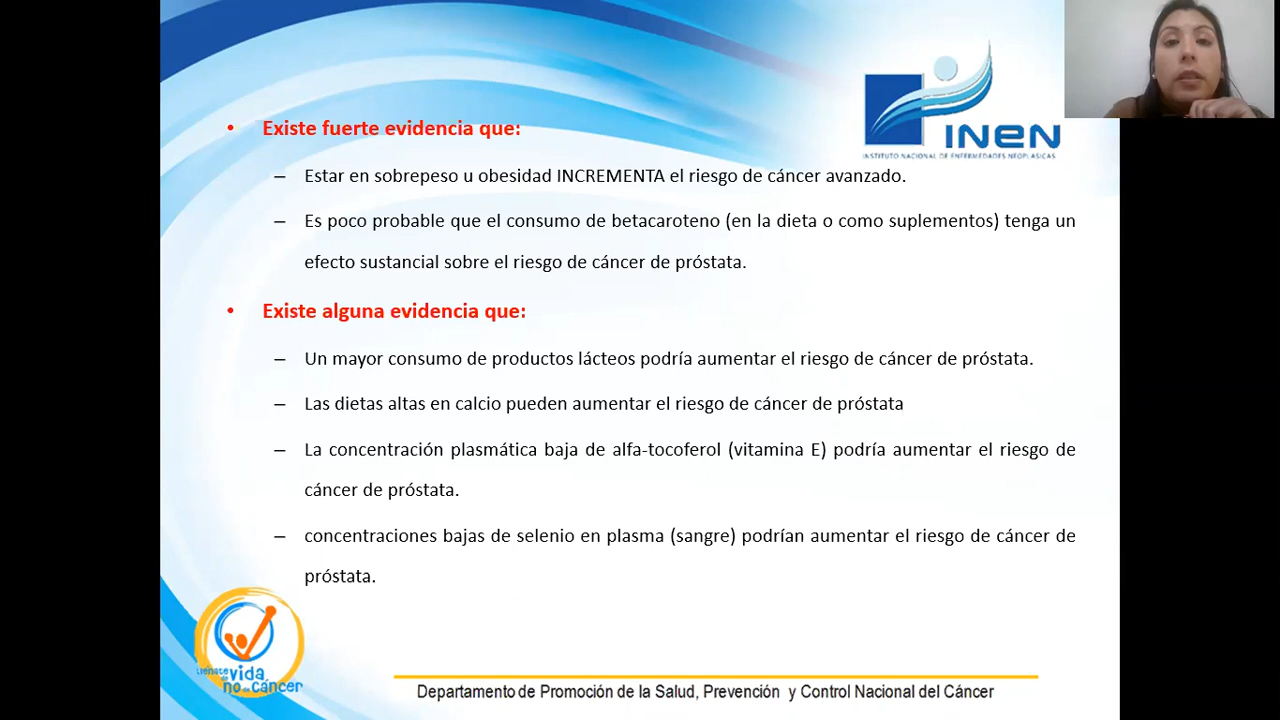 INEN
INSTITUTO NACIONAL DE ENFERMEDADES NEOPLASICAS
• Existe fuerte evidencia que:
– Estar en sobrepeso u obesidad INCREMENTA el riesgo de cáncer avanzado.
– Es poco probable que el consumo de betacaroteno (en la dieta o como suplementos) tenga un
efecto sustancial sobre el riesgo de cáncer de próstata.
• Existe alguna evidencia que:
– Un mayor consumo de productos lácteos podría aumentar el riesgo de cáncer de próstata.
– Las dietas altas en calcio pueden aumentar el riesgo de cáncer de próstata
– La concentración plasmática baja de alfa-tocoferol (vitamina E) podría aumentar el riesgo de
cáncer de próstata.
– concentraciones bajas de selenio en plasma (sangre) podrían aumentar el riesgo de cáncer de
próstata.
llénate de vida
no de cáncer
Departamento de Promoción de la Salud, Prevención y Control Nacional del Cáncer